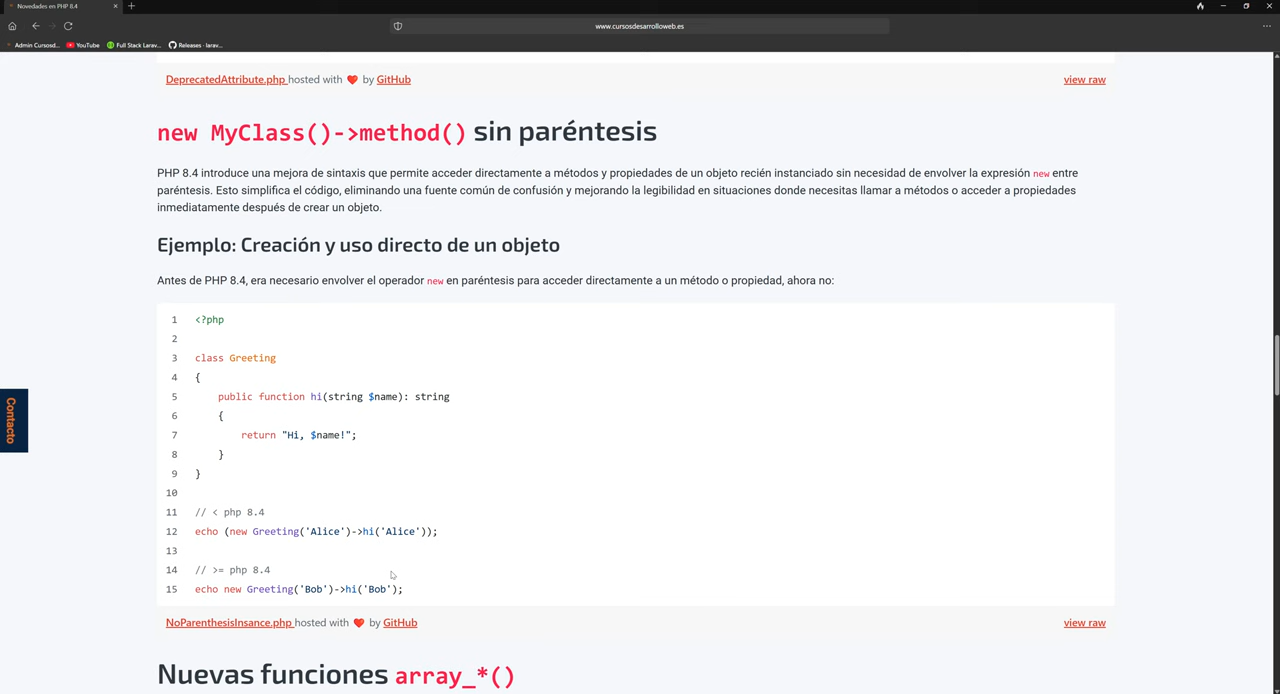 Novedades en PHP 8.4
www.cursosdesarrolloweb.es
Admin Cursosd... YouTube Full Stack Larav... Releases · larav...
DeprecatedAttribute.php hosted with ❤ by GitHub view raw
new MyClass()->method() sin paréntesis
PHP 8.4 introduce una mejora de sintaxis que permite acceder directamente a métodos y propiedades de un objeto recién instanciado sin necesidad de envolver la expresión new entre
paréntesis. Esto simplifica el código, eliminando una fuente común de confusión y mejorando la legibilidad en situaciones donde necesitas llamar a métodos o acceder a propiedades
inmediatamente después de crear un objeto.
Ejemplo: Creación y uso directo de un objeto
Antes de PHP 8.4, era necesario envolver el operador new en paréntesis para acceder directamente a un método o propiedad, ahora no:
1 <?php
2
3 class Greeting
4 {
5 public function hi(string $name): string
6 {
7 return "Hi, $name!";
8 }
9 }
10
11 // < php 8.4
12 echo (new Greeting('Alice')->hi('Alice'));
13
14 // >= php 8.4
15 echo new Greeting('Bob')->hi('Bob');
Contacto
NoParenthesisInsance.php hosted with ❤ by GitHub view raw
Nuevas funciones array_*()